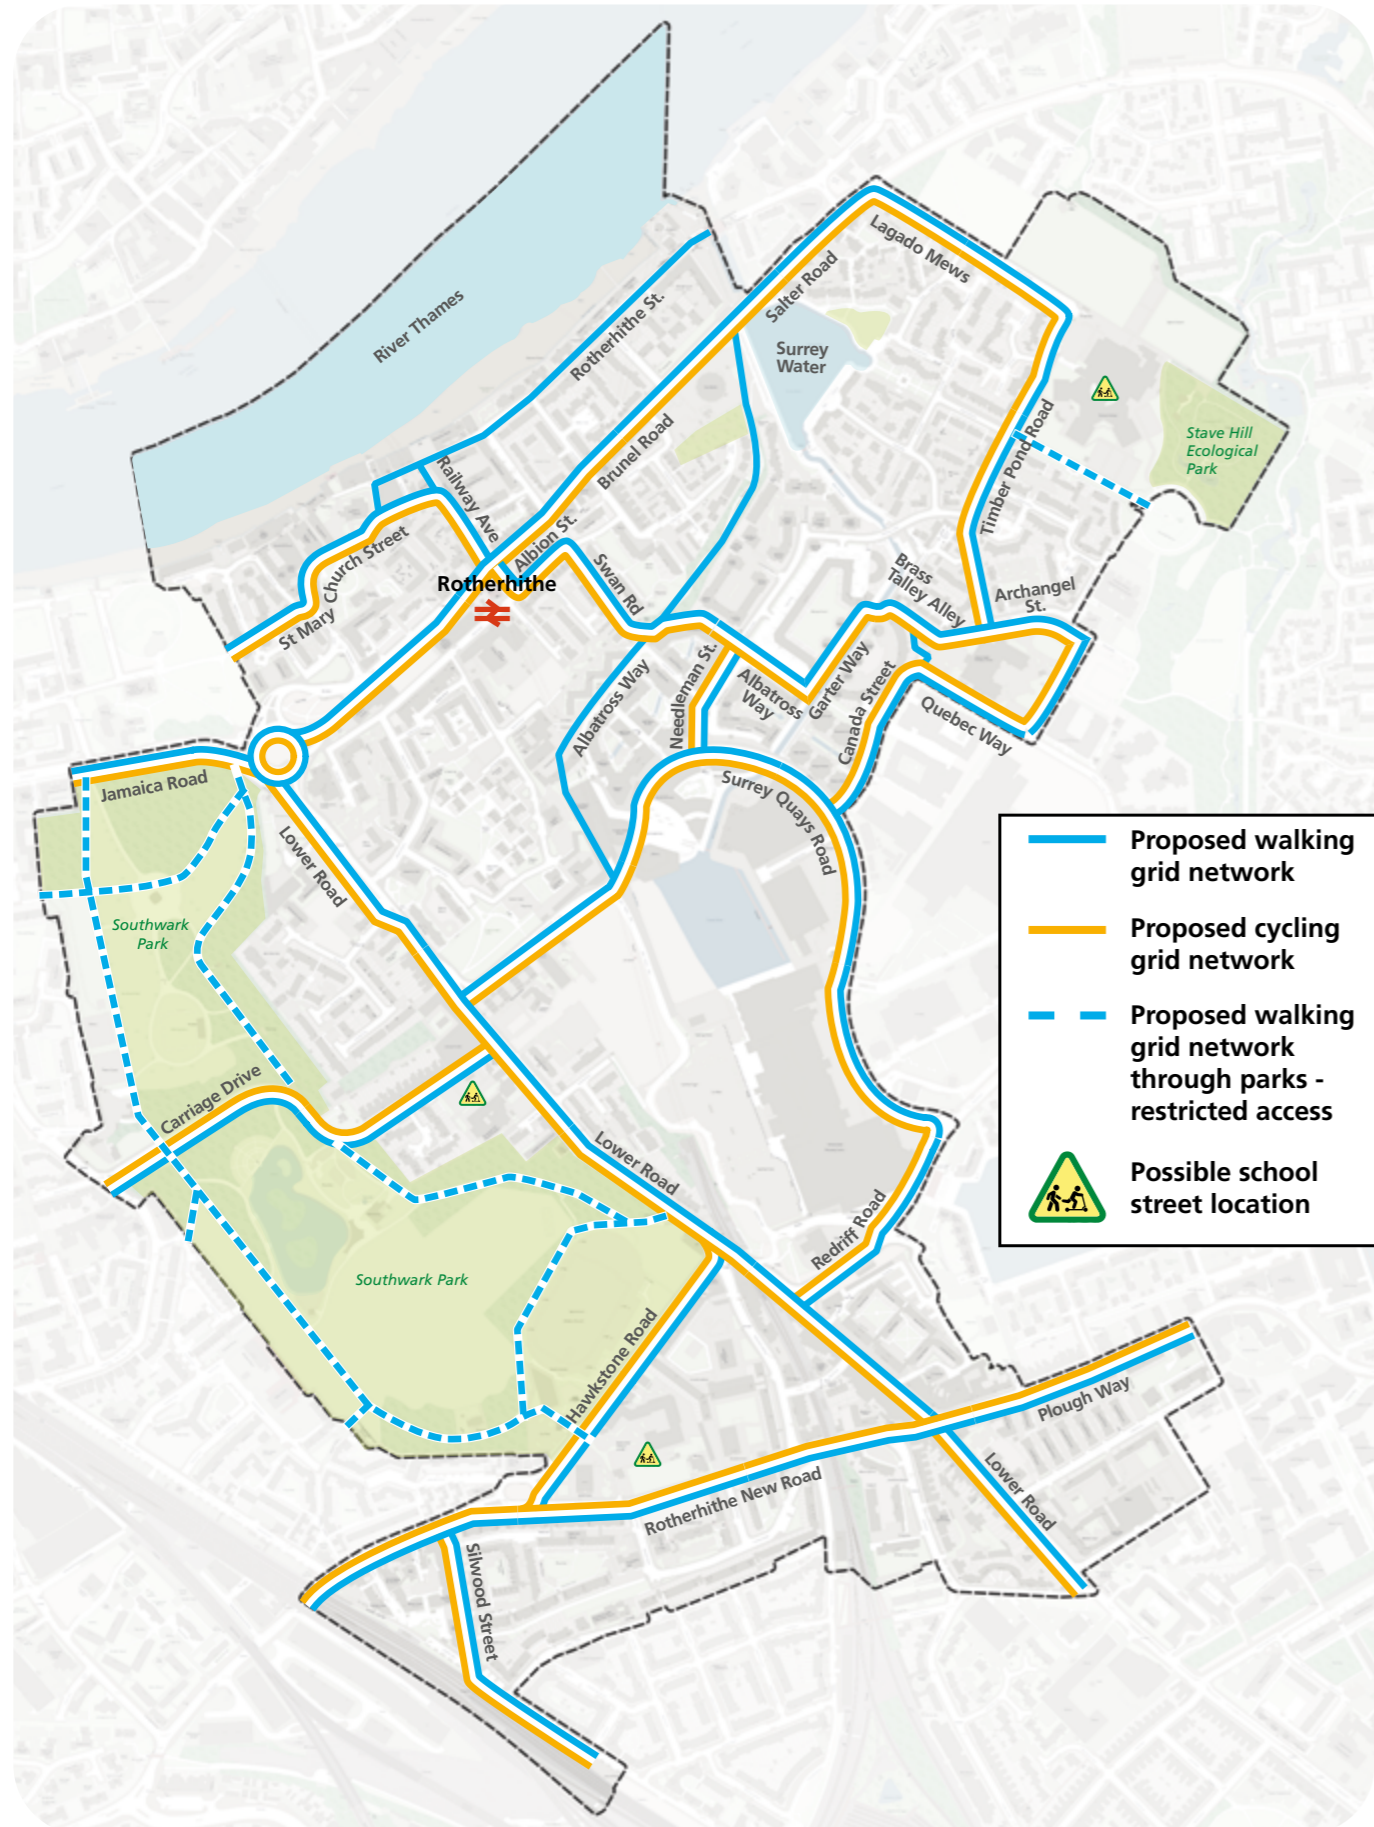 Lagado Mews
Salter Road
River Thames
Rotherhithe St.
Surrey
Water
Timber Pond Road
Stave Hill
Ecological
Park
Brunel Road
Railway Ave
Church Street
St Mary
Albion St.
Rotherhithe
Swan Rd
Brass
Talley Alley
Archangel
St.
Albatross Way
Needleman St.
Albatross
Way
Garter Way
Canada Street
Quebec Way
Jamaica Road
Surrey Quays Road
Lower Road
Southwark
Park
Carriage Drive
Lower Road
Redriff Road
Southwark Park
Hawkstone Road
Plough Way
Rotherhithe New Road
Lower Road
Silwood Street
Proposed walking
grid network
Proposed cycling
grid network
Proposed walking
grid network
through parks -
restricted access
Possible school
street location